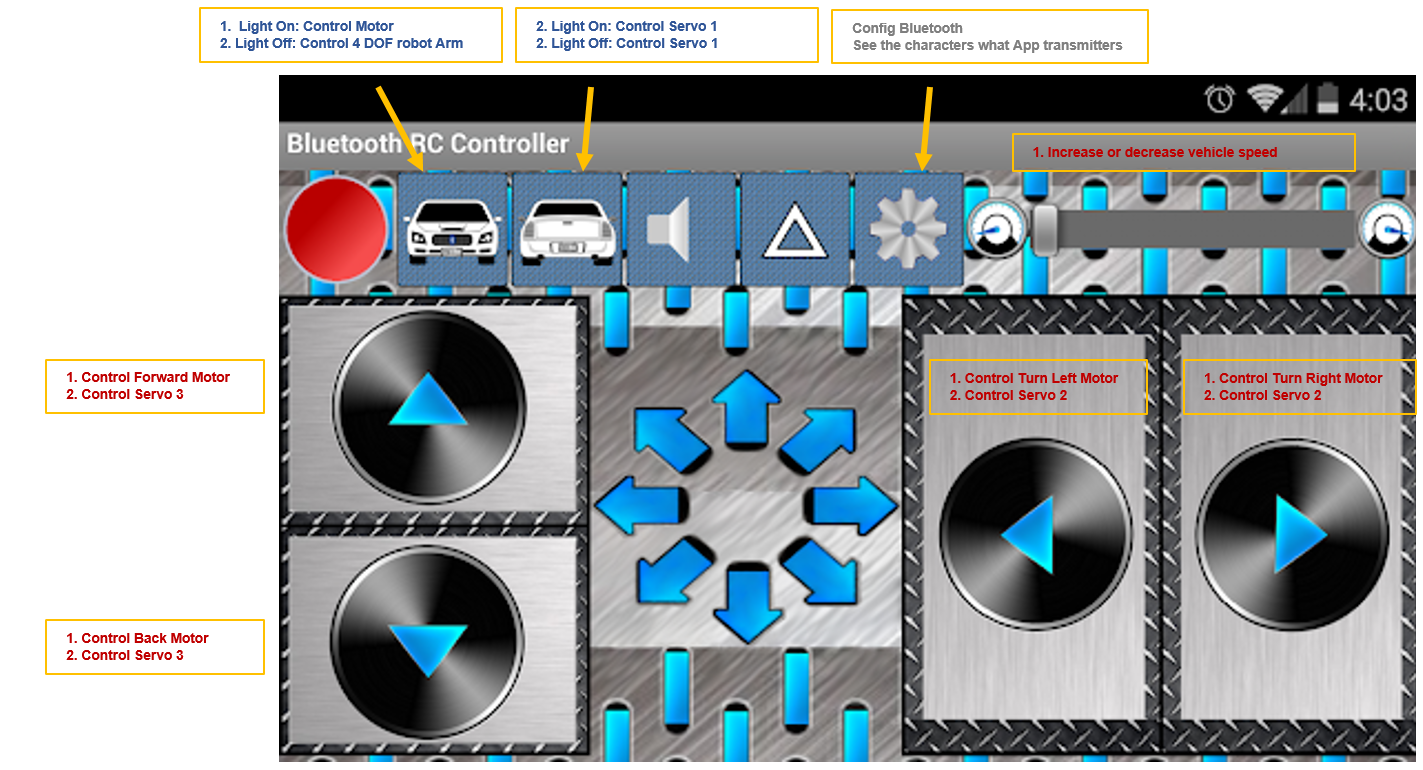 1. Light On: Control Motor
2. Light Off: Control 4 DOF robot Arm
2. Light On: Control Servo 1
2. Light Off: Control Servo 1
Config Bluetooth
See the characters what App transmitters
4:03
Bluetooth RC Controller
1. Increase or decrease vehicle speed
1. Control Forward Motor
2. Control Servo 3
1. Control Turn Left Motor
2. Control Servo 2
1. Control Turn Right Motor
2. Control Servo 2
1. Control Back Motor
2. Control Servo 3